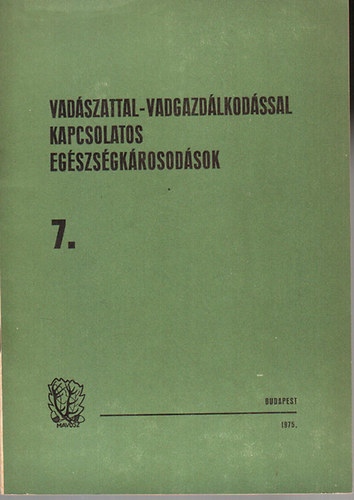 VADÁSZATTAL-VADGAZDÁLKODÁSSAL
KAPCSOLATOS
EGÉSZSÉGKÁROSODÁSOK
7.
MAVOSZ
BUDAPEST
1975.